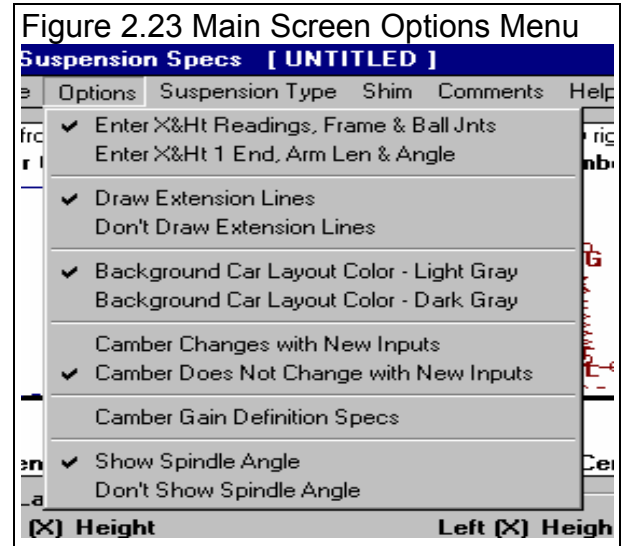 Figure 2.23 Main Screen Options Menu
Suspension Specs [ UNTITLED ]
Options Suspension Type Shim Comments Help
Enter X&Ht Readings, Frame & Ball Jnts
Enter X&Ht 1 End, Arm Len & Angle
Draw Extension Lines
Don't Draw Extension Lines
Background Car Layout Color - Light Gray
Background Car Layout Color - Dark Gray
Camber Changes with New Inputs
Camber Does Not Change with New Inputs
Camber Gain Definition Specs
Show Spindle Angle
Don't Show Spindle Angle
(X) Height Left (X) Heigh